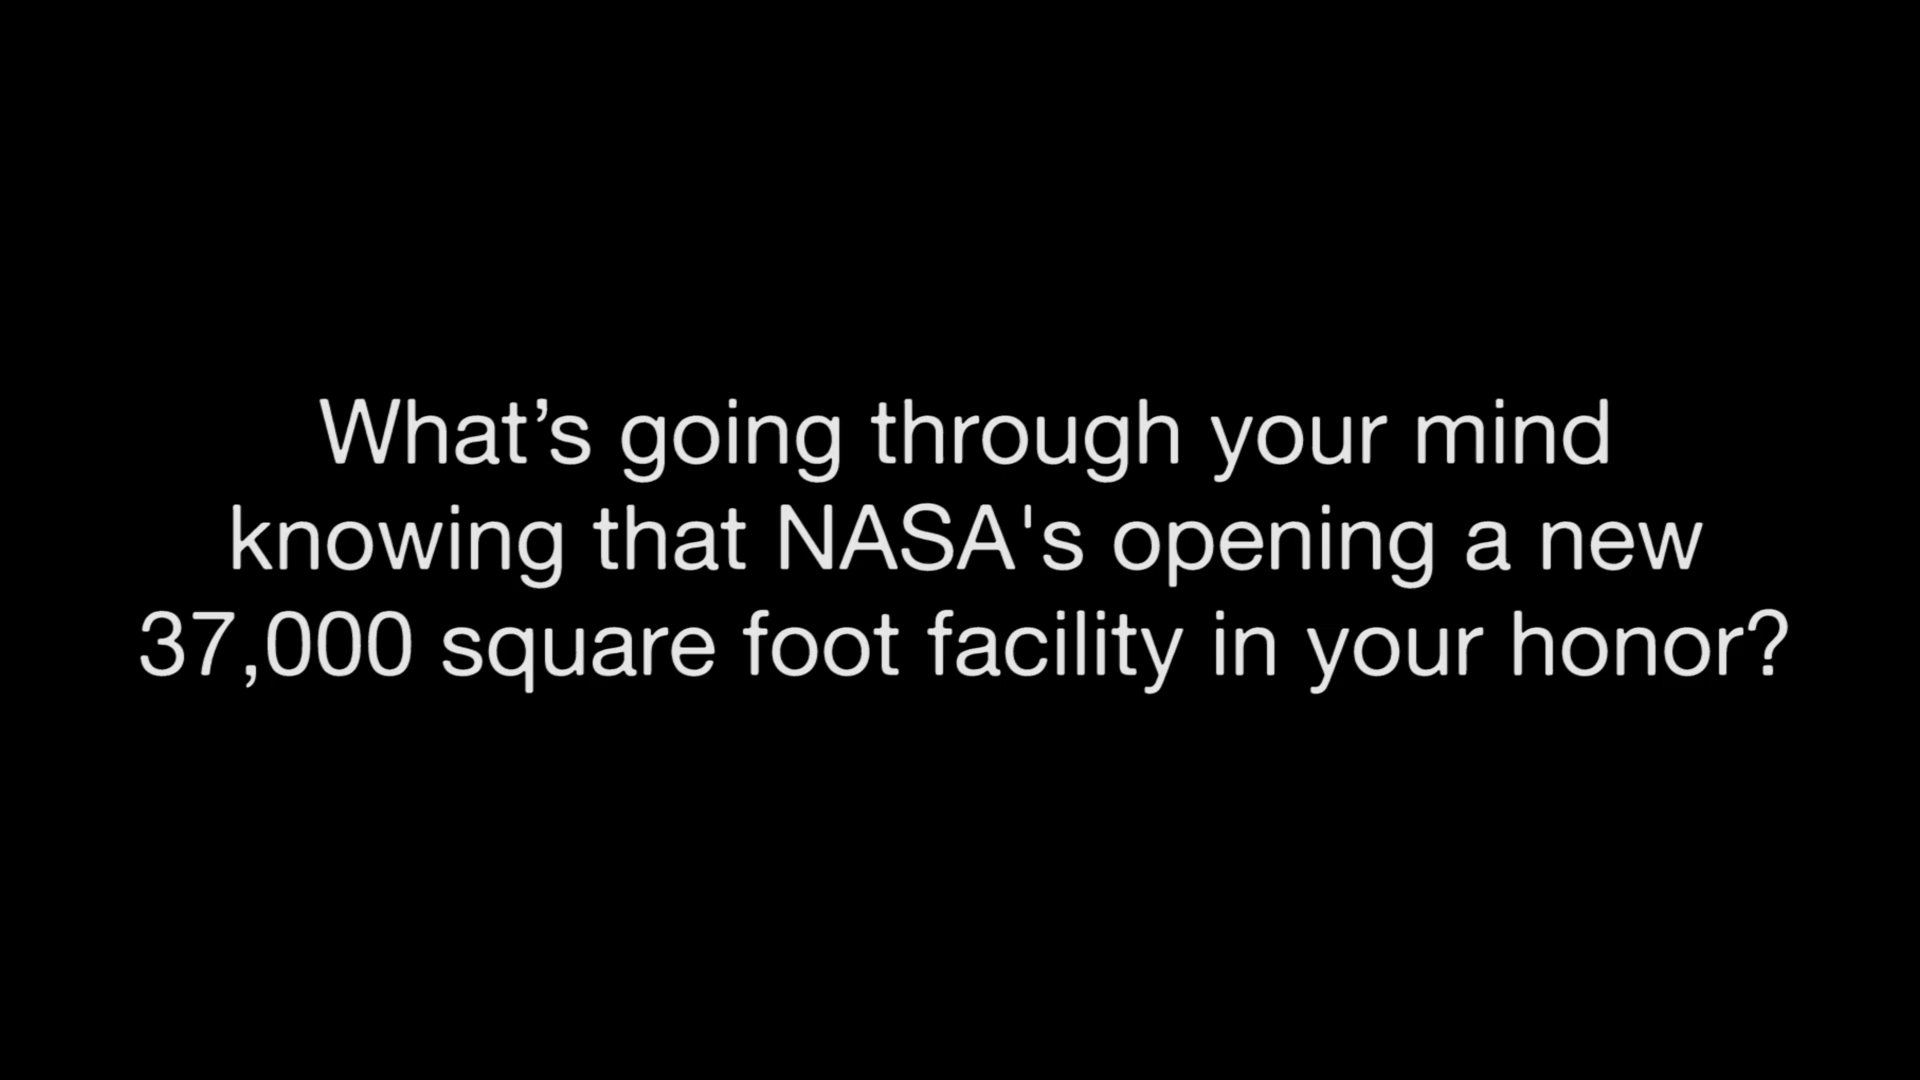 What’s going through your mind
knowing that NASA's opening a new
37,000 square foot facility in your honor?